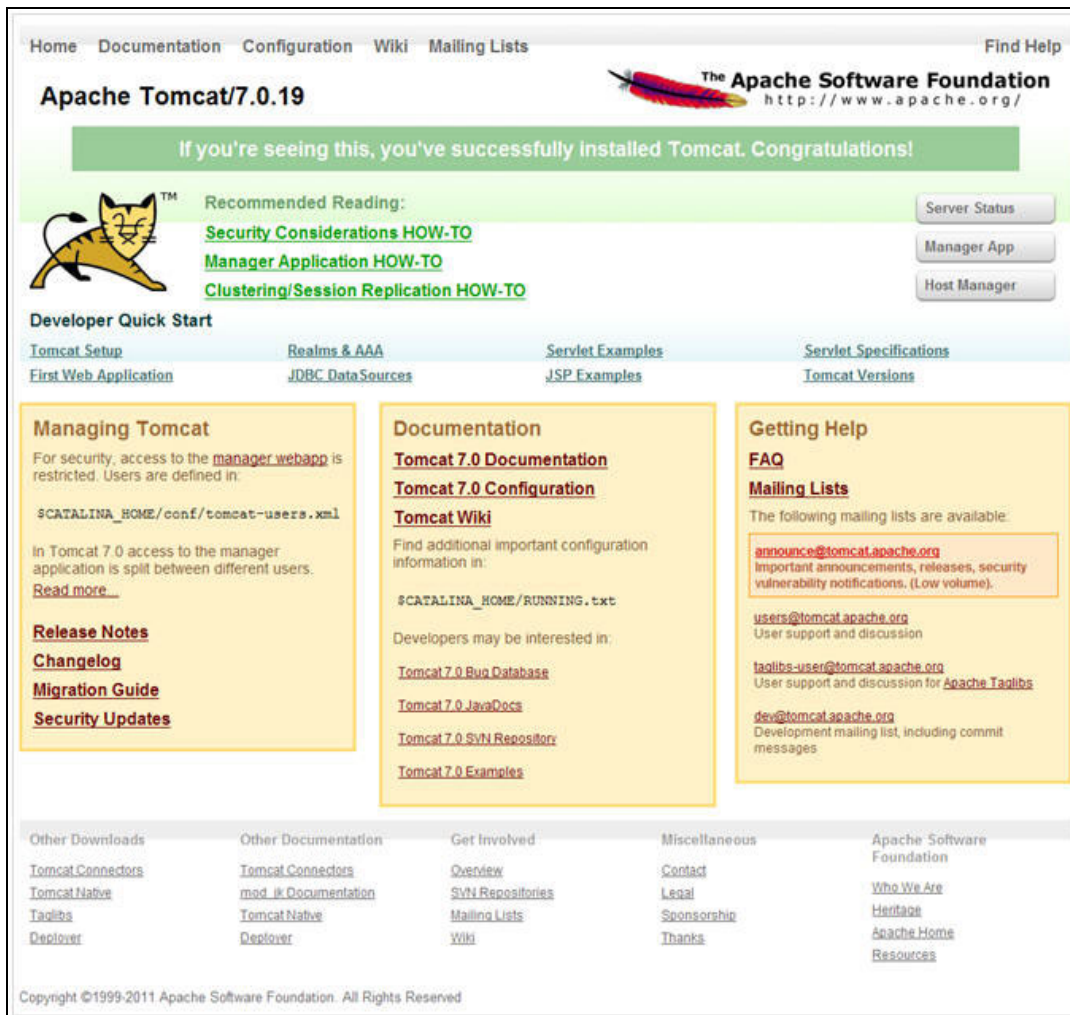 Home Documentation Configuration Wiki Mailing Lists Find Help
Apache Tomcat/7.0.19
The Apache Software Foundation
http://www.apache.org/
If you're seeing this, you've successfully installed Tomcat. Congratulations!
TM
Recommended Reading:
Security Considerations HOW-TO
Manager Application HOW-TO
Clustering/Session Replication HOW-TO
Server Status
Manager App
Host Manager
Developer Quick Start
Tomcat Setup Realms & AAA Servlet Examples Servlet Specifications
First Web Application JDBC DataSources JSP Examples Tomcat Versions
Managing Tomcat
For security, access to the manager webapp is
restricted. Users are defined in:
$CATALINA_HOME/conf/tomcat-users.xml
In Tomcat 7.0 access to the manager
application is split between different users.
Read more...
Release Notes
Changelog
Migration Guide
Security Updates
Documentation
Tomcat 7.0 Documentation
Tomcat 7.0 Configuration
Tomcat Wiki
Find additional important configuration
information in:
$CATALINA_HOME/RUNNING.txt
Developers may be interested in:
Tomcat 7.0 Bug Database
Tomcat 7.0 JavaDocs
Tomcat 7.0 SVN Repository
Tomcat 7.0 Examples
Getting Help
FAQ
Mailing Lists
The following mailing lists are available:
announce@tomcat.apache.org
Important announcements, releases, security
vulnerability notifications. (Low volume).
users@tomcat.apache.org
User support and discussion
taglibs-user@tomcat.apache.org
User support and discussion for Apache Taglibs
dev@tomcat.apache.org
Development mailing list, including commit
messages
Other Downloads
Tomcat Connectors
Tomcat Native
Taglibs
Deployer
Other Documentation
Tomcat Connectors
mod_jk Documentation
Tomcat Native
Deployer
Get Involved
Overview
SVN Repositories
Mailing Lists
Wiki
Miscellaneous
Contact
Legal
Sponsorship
Thanks
Apache Software
Foundation
Who We Are
Heritage
Apache Home
Resources
Copyright ©1999-2011 Apache Software Foundation. All Rights Reserved